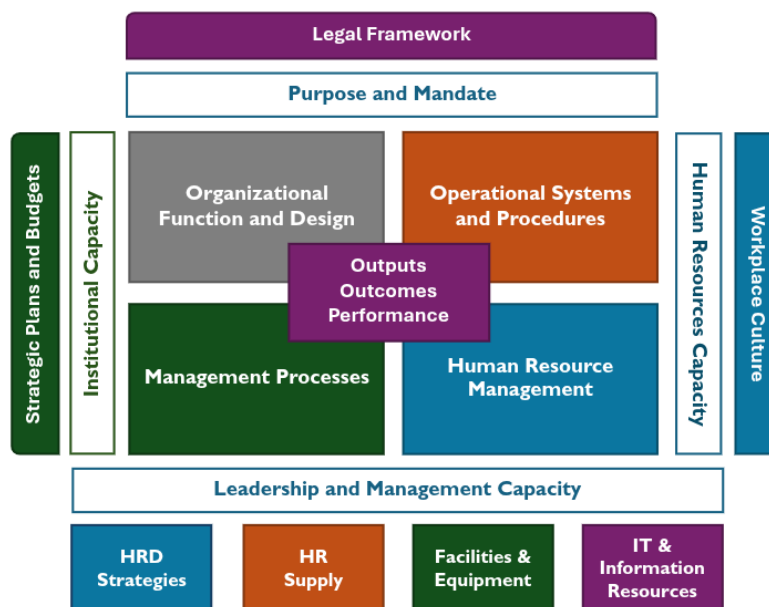 Legal Framework
Purpose and Mandate
Strategic Plans and Budgets
Institutional Capacity
Organizational
Function and Design
Operational Systems
and Procedures
Outputs
Outcomes
Performance
Management Processes
Human Resource
Management
Human Resources Capacity
Workplace Culture
Leadership and Management Capacity
HRD
Strategies
HR
Supply
Facilities &
Equipment
IT &
Information
Resources